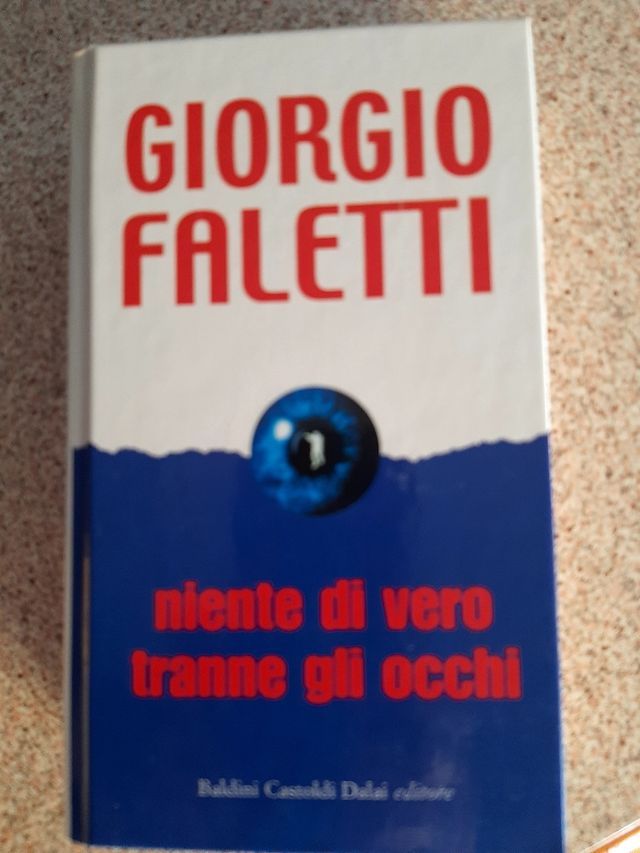 GIORGIO
FALETTI
niente di vero
tranne gli occhi
Baldini Castoldi Dalai editore